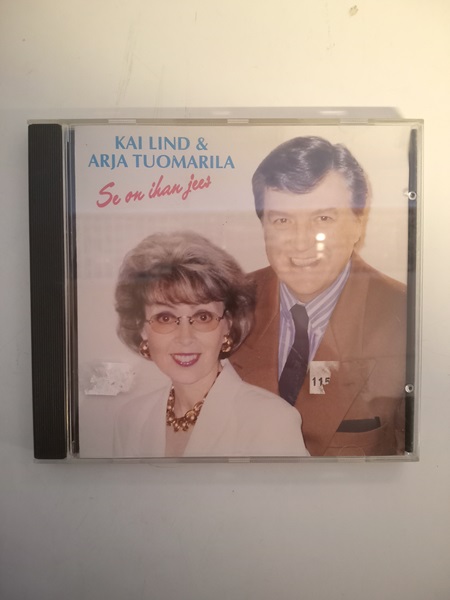 KAI LIND &
ARJA TUOMARILA
Se on ihan jees
115